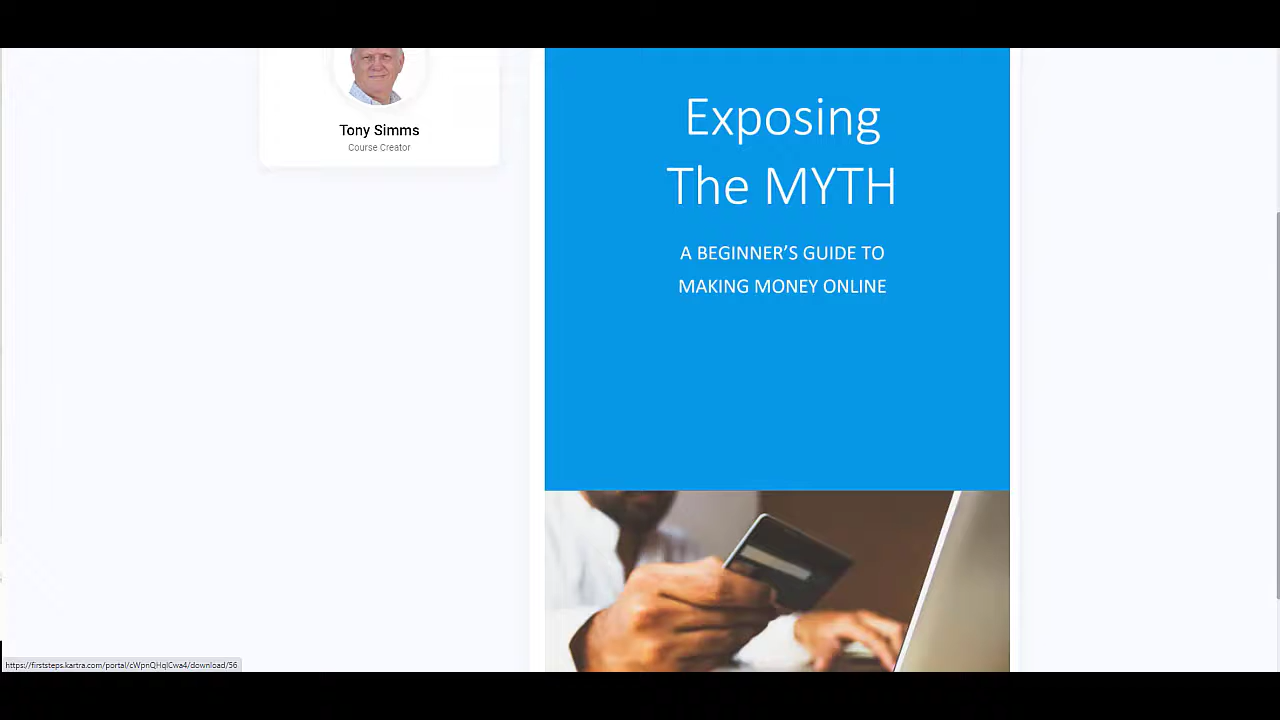 Tony Simms
Course Creator
Exposing
The MYTH
A BEGINNER'S GUIDE TO
MAKING MONEY ONLINE
https://firststeps.kartra.com/portal/cWpnQHqlCwa4/download/56